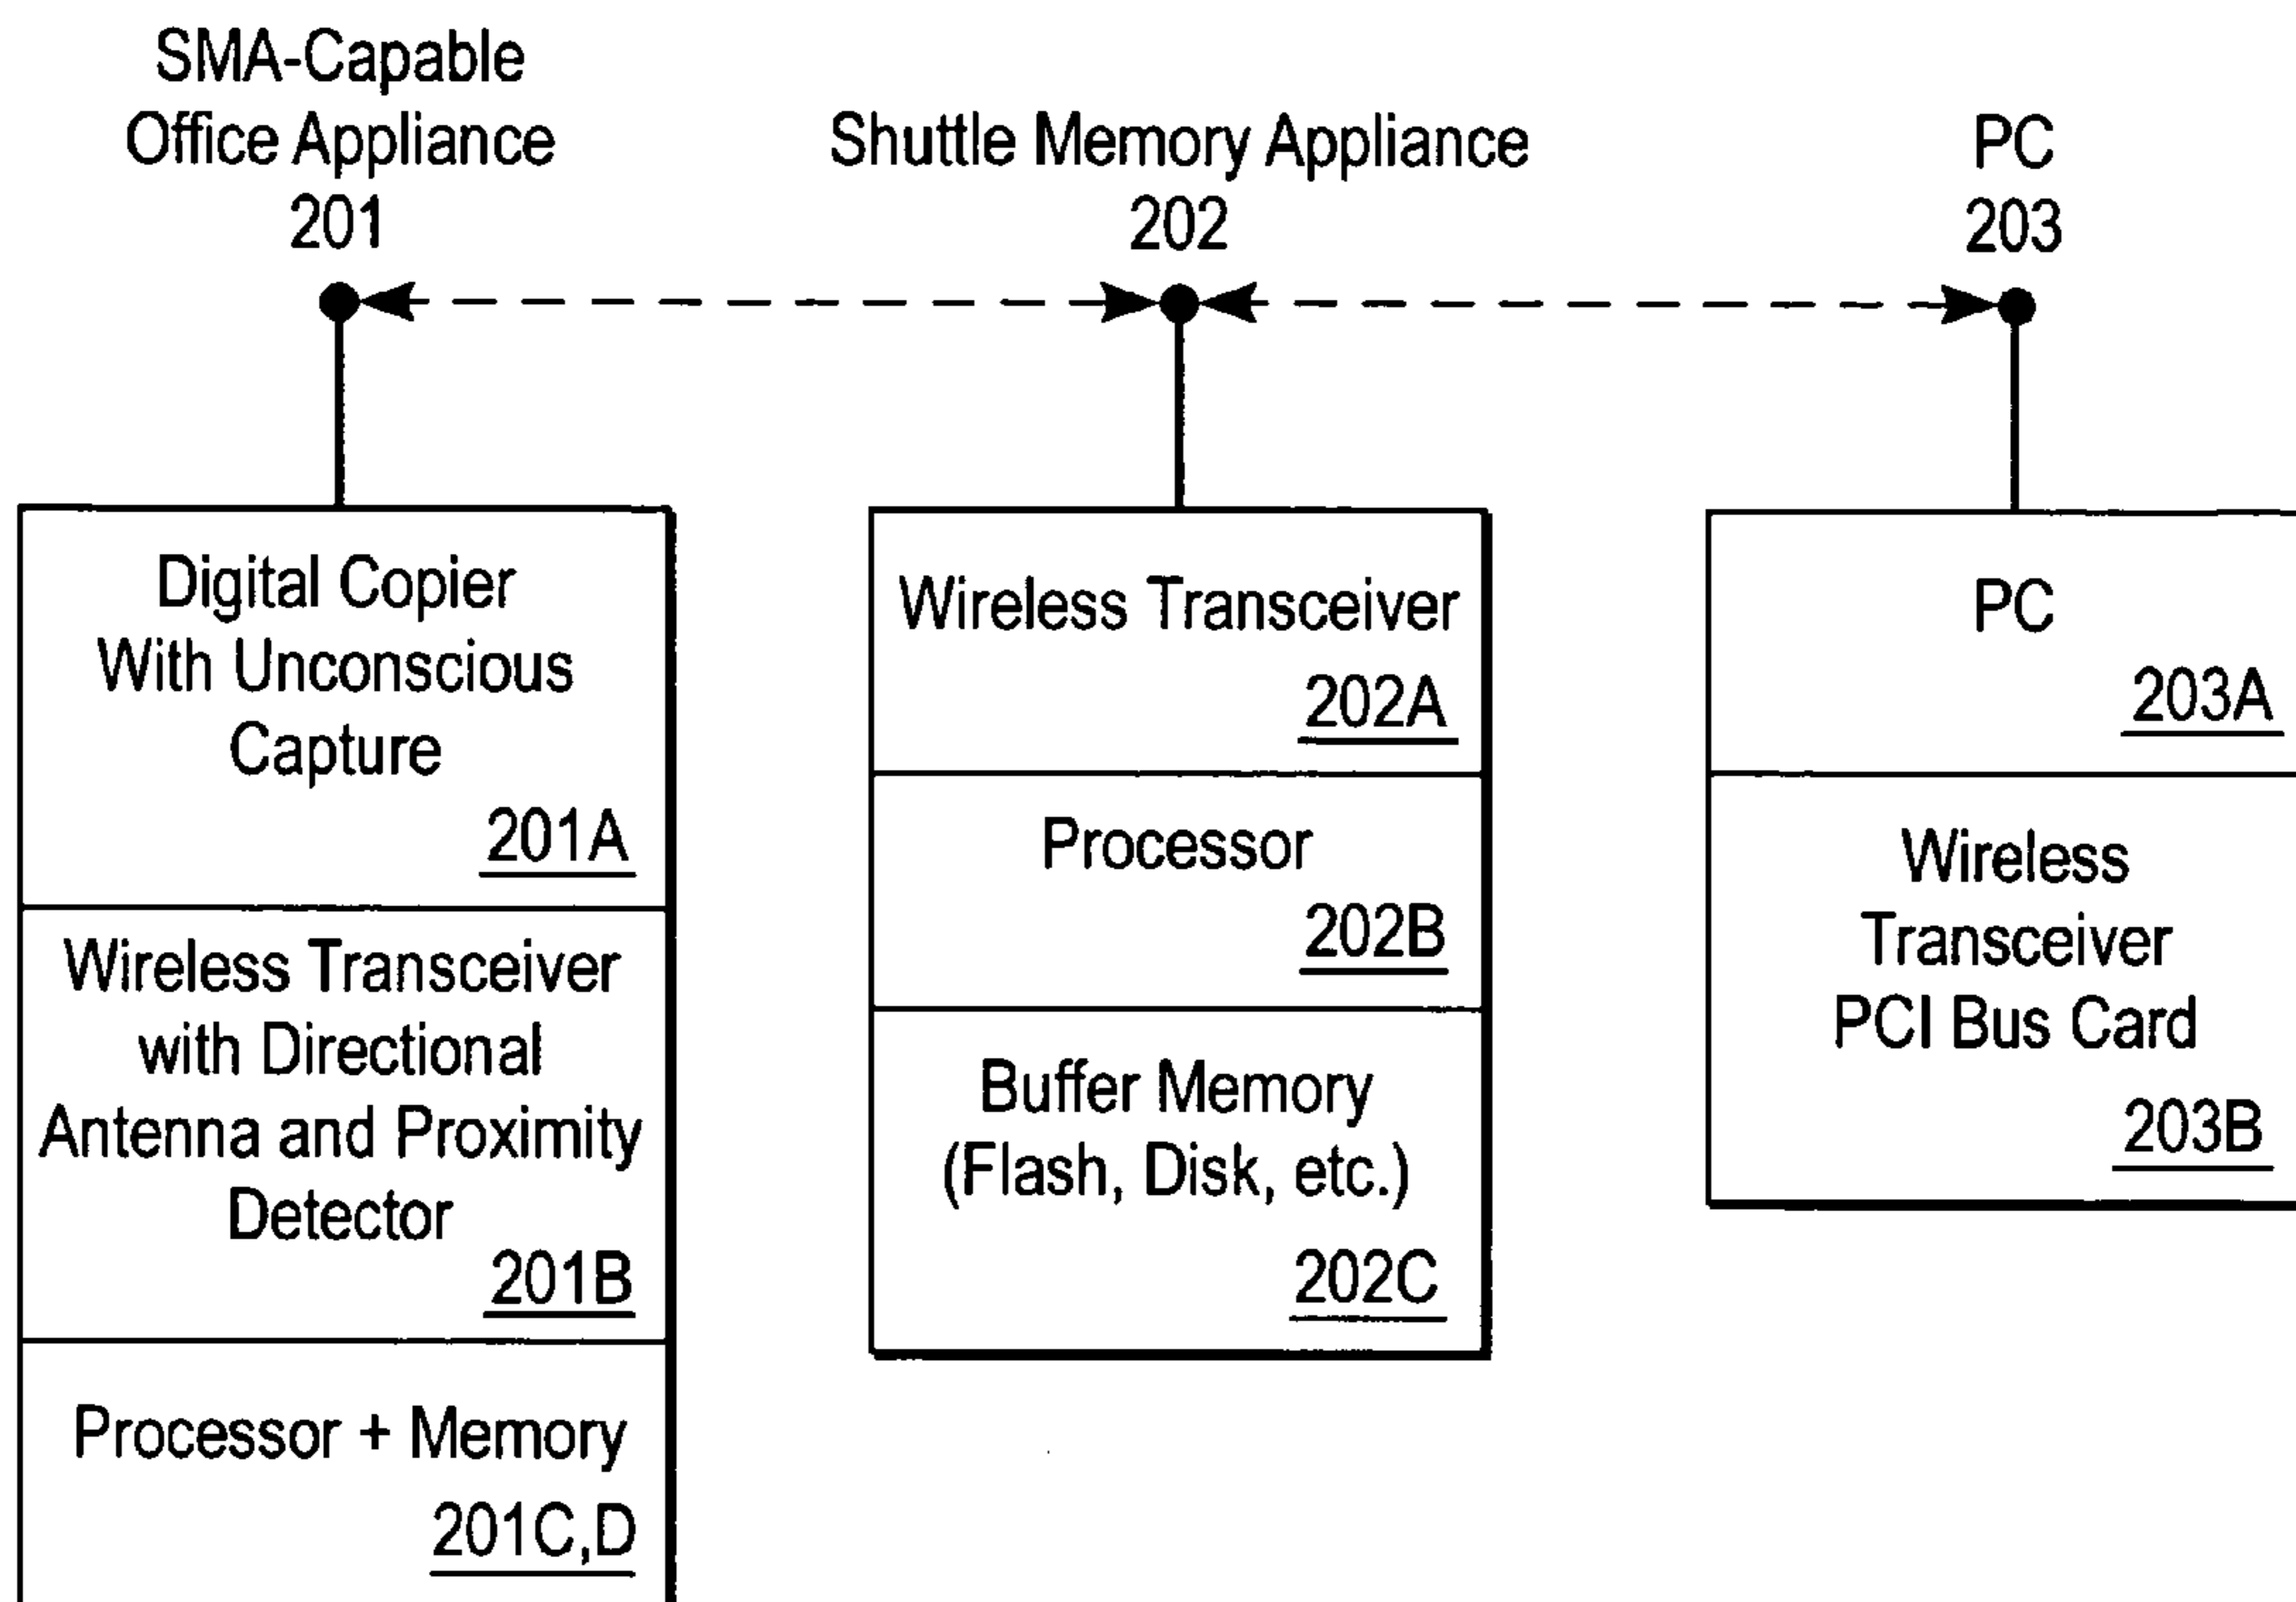 SMA-Capable
Office Appliance
201
Shuttle Memory Appliance
202
PC
203
Digital Copier
With Unconscious
Capture
201A
Wireless Transceiver
with Directional
Antenna and Proximity
Detector
201B
Processor + Memory
201C,D
Wireless Transceiver
202A
Processor
202B
Buffer Memory
(Flash, Disk, etc.)
202C
PC
203A
Wireless
Transceiver
PCI Bus Card
203B